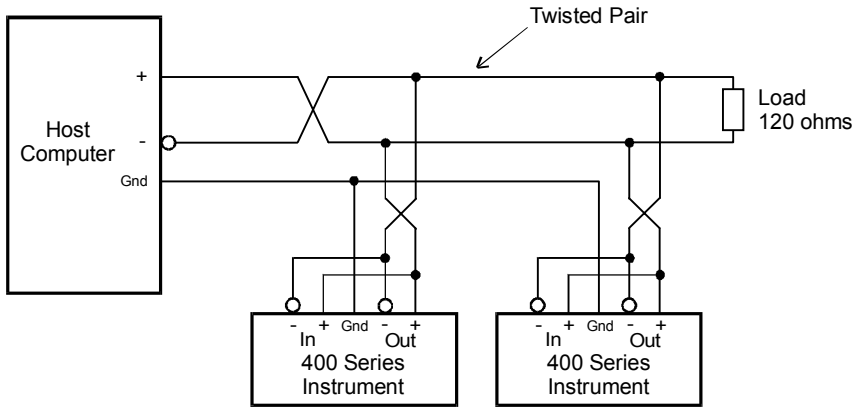 Twisted Pair
+
Host
Computer
-
Gnd
Load
120 ohms
- + Gnd - +
In Out
400 Series
Instrument
- + Gnd - +
In Out
400 Series
Instrument